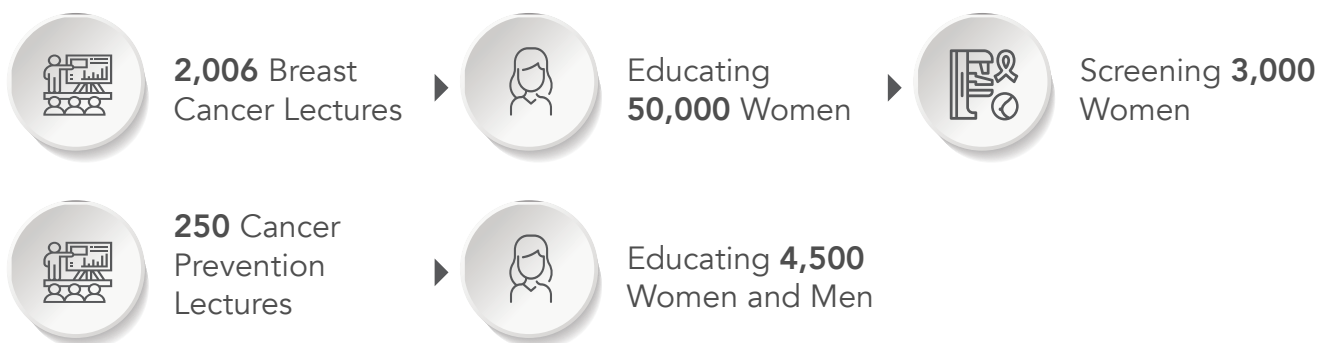 2,006 Breast
Cancer Lectures
Educating
50,000 Women
Screening 3,000
Women
250 Cancer
Prevention
Lectures
Educating 4,500
Women and Men